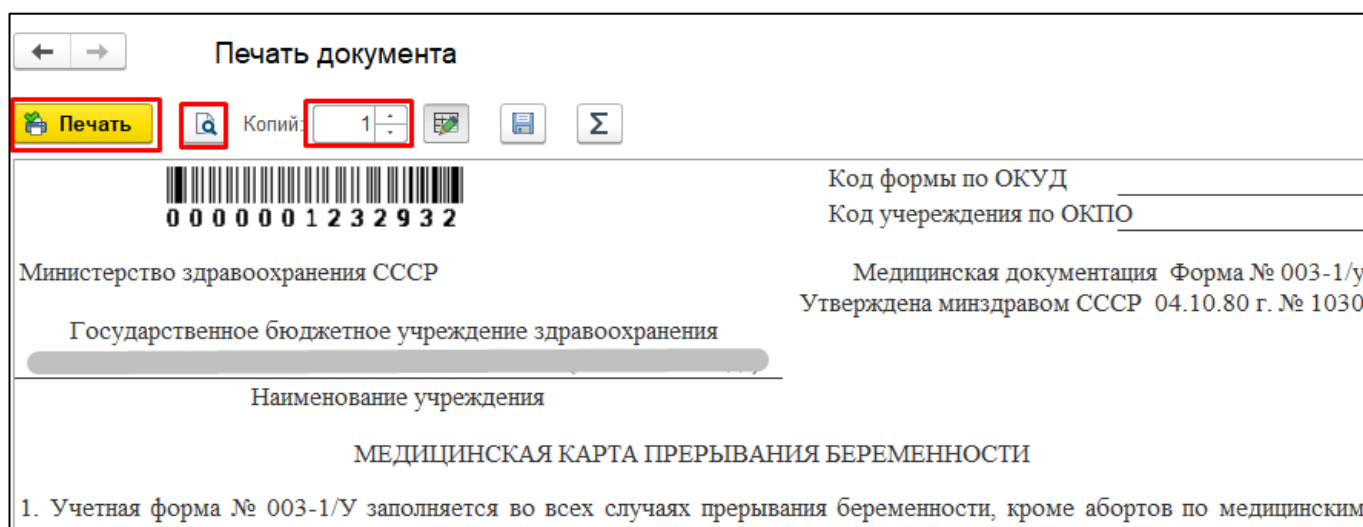 Печать документа
Печать Копий: 1 Σ
0000001232932
Код формы по ОКУД
Код учереждения по ОКПО
Министерство здравоохранения СССР
Медицинская документация Форма № 003-1/у
Утверждена минздравом СССР 04.10.80 г. № 1030
Государственное бюджетное учреждение здравоохранения
Наименование учреждения
МЕДИЦИНСКАЯ КАРТА ПРЕРЫВАНИЯ БЕРЕМЕННОСТИ
1. Учетная форма № 003-1/У заполняется во всех случаях прерывания беременности, кроме абортов по медицинским